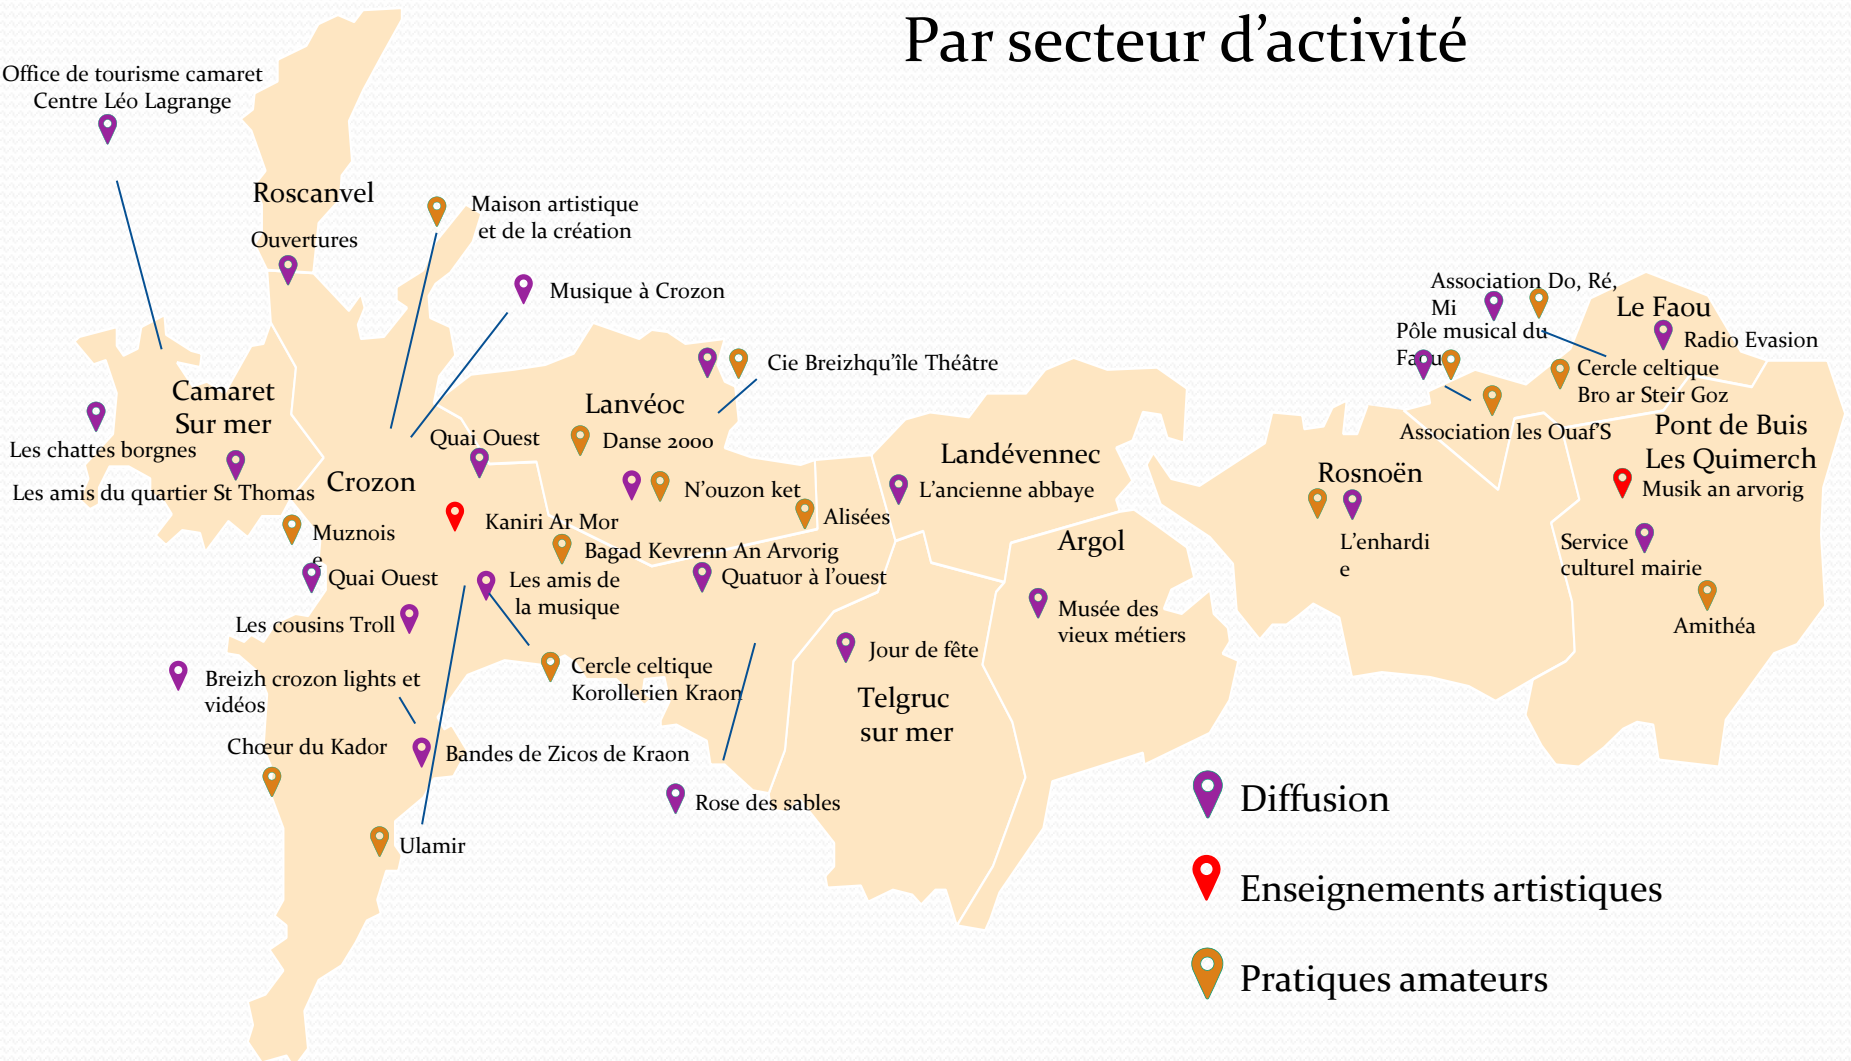 Par secteur d'activité
Office de tourisme camaret
Centre Léo Lagrange
Roscanvel
Ouvertures
Maison artistique
et de la création
Musique à Crozon
Cie Breizhqu'île Théâtre
Camaret
Sur mer
Les chattes borgnes
Les amis du quartier St Thomas
Crozon
Muznois
e
Quai Ouest
Quai Ouest
Lanvéoc
Danse 2000
N'ouzon ket
Alisées
Kaniri Ar Mor
Bagad Kevrenn An Arvorig
Les amis de
la musique
Quatuor à l'ouest
Les cousins Troll
Breizh crozon lights et
vidéos
Cercle celtique
Korollerien Kraon
Chœur du Kador
Bandes de Zicos de Kraon
Rose des sables
Ulamir
Landévennec
L'ancienne abbaye
Argol
Musée des
vieux métiers
Jour de fête
Telgruc
sur mer
Association Do, Ré,
Mi
Pôle musical du
Faou
Le Faou
Radio Evasion
Cercle celtique
Bro ar Steir Goz
Association les Ouaf'S
Rosnoën
L'enhardi
e
Pont de Buis
Les Quimerch
Musik an arvorig
Service
culturel mairie
Amithéa
Diffusion
Enseignements artistiques
Pratiques amateurs